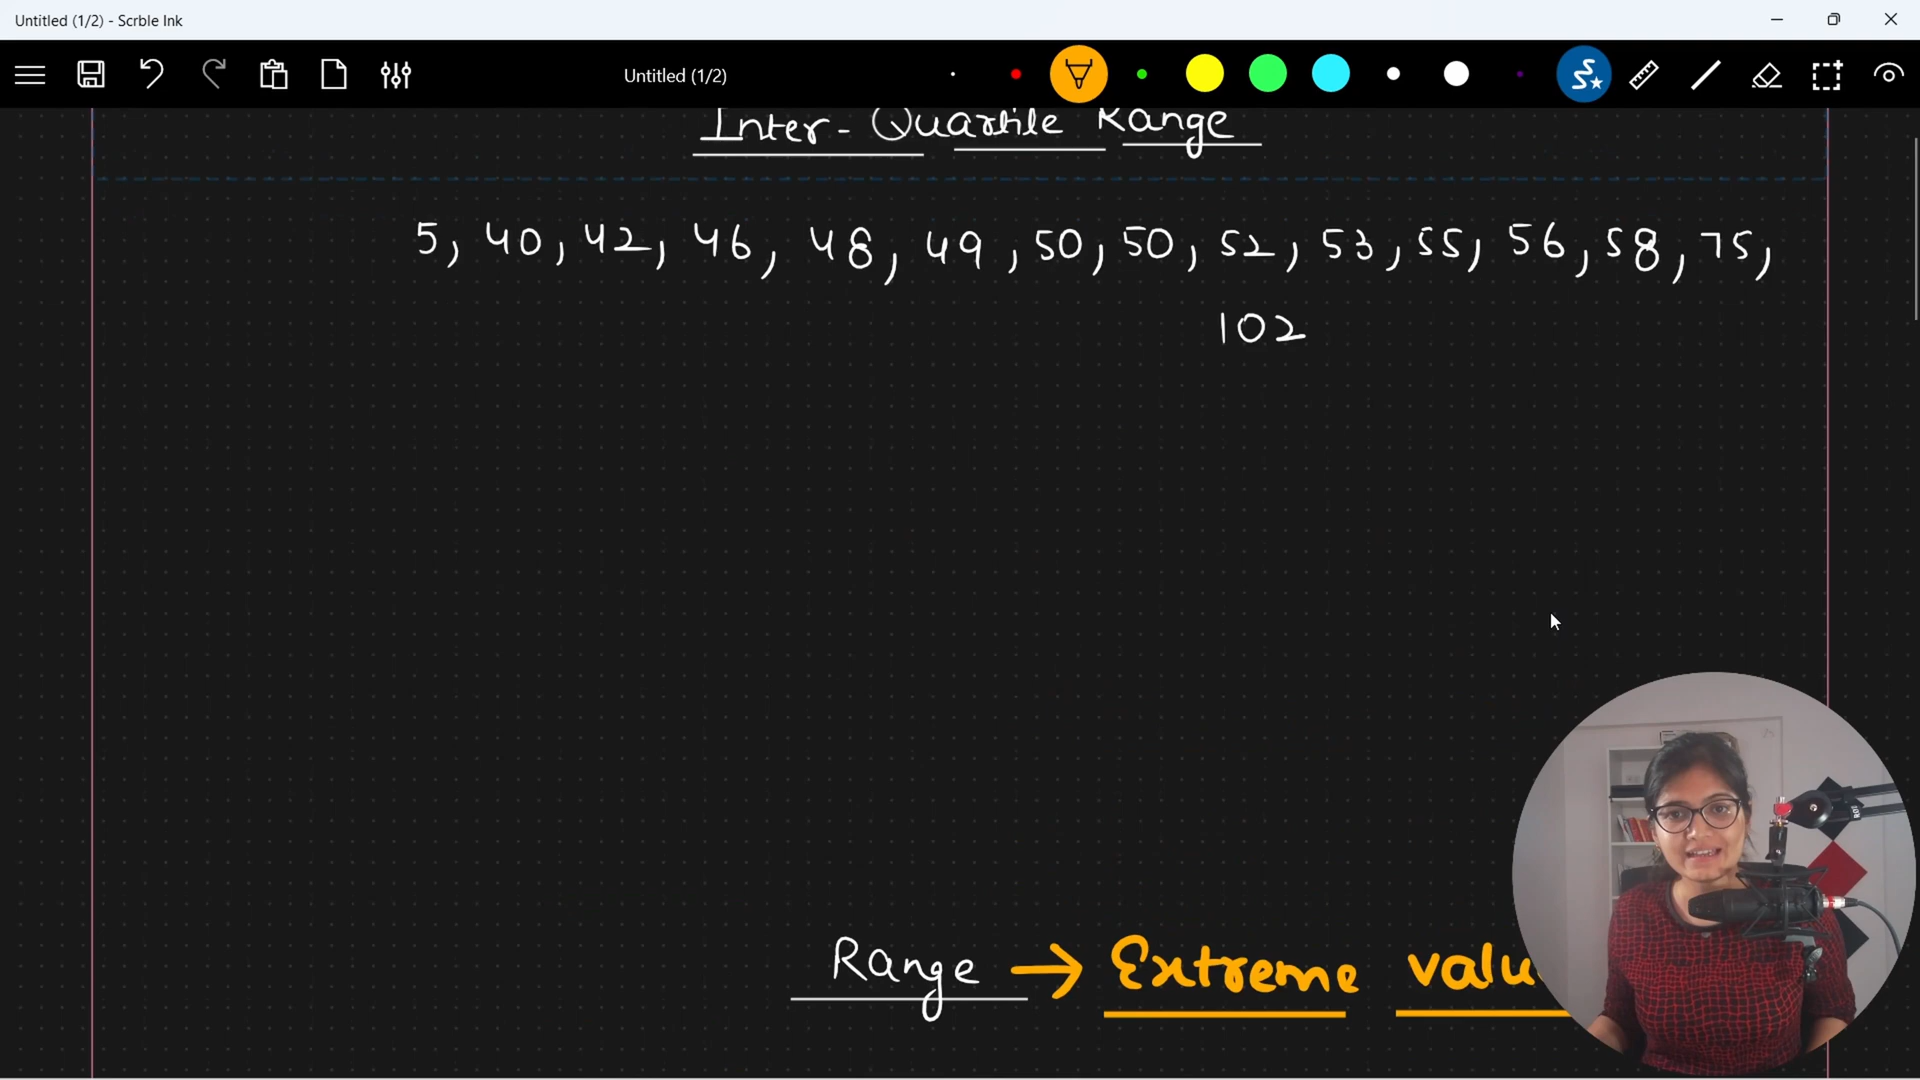 Untitled (1/2) - Scrble Ink
Untitled (1/2)
Inter-Quartile Range
5, 40, 42, 46, 48, 49, 50, 50, 52, 53, 55, 56, 58, 75,
102
Range → Extreme valu